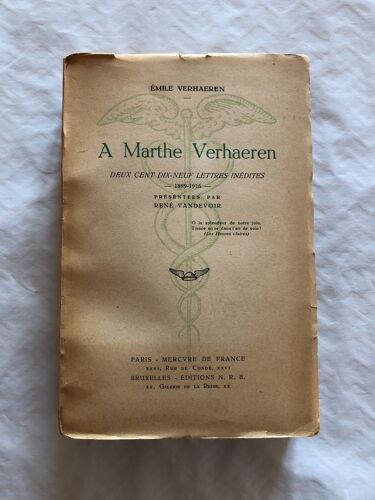 ÉMILE VERHAEREN
A Marthe Verhaeren
DEUX CENT DIX-NEUF LETTRES INÉDITES
— 1889-1916 —
PRÉSENTÉES PAR
RENÉ VANDEVOIR
O la splendeur de notre joie,
Tissée en or dans l'air de soie!
(Les Heures claires)
PARIS - MERCVRE DE FRANCE
XXVI, RUE DE CONDÉ, XXVI
BRUXELLES - ÉDITIONS N. R. B.
XX, GALERIE DE LA REINE, XX